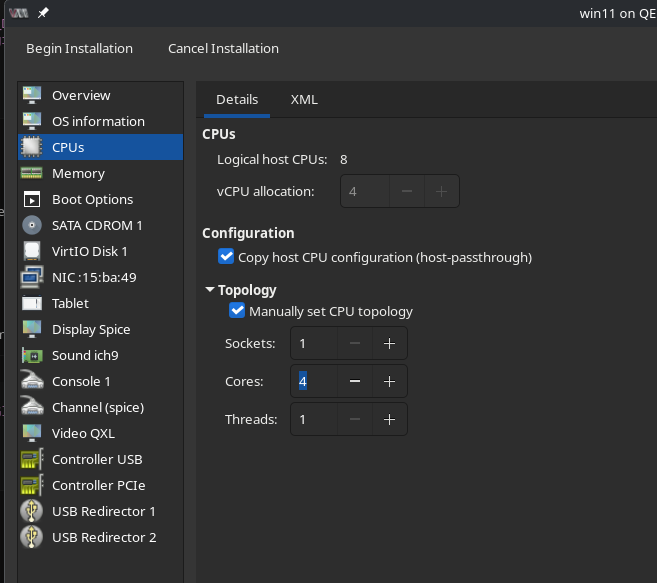 win11 on QE
Begin Installation Cancel Installation
Overview
OS information
CPUs
Memory
Boot Options
SATA CDROM 1
VirtIO Disk 1
NIC :15:ba:49
Tablet
Display Spice
Sound ich9
Console 1
Channel (spice)
Video QXL
Controller USB
Controller PCIe
USB Redirector 1
USB Redirector 2
Details XML
CPUs
Logical host CPUs: 8
vCPU allocation: 4
Configuration
Copy host CPU configuration (host-passthrough)
Topology
Manually set CPU topology
Sockets: 1
Cores: 4
Threads: 1